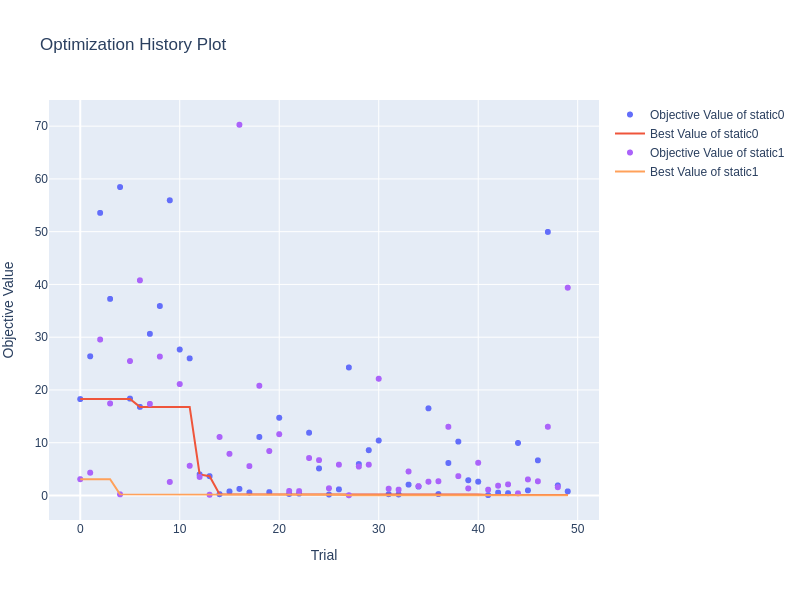 Optimization History Plot
Objective Value
70
60
50
40
30
20
10
0
0 10 20 30 40 50
Trial
Objective Value of static0
Best Value of static0
Objective Value of static1
Best Value of static1